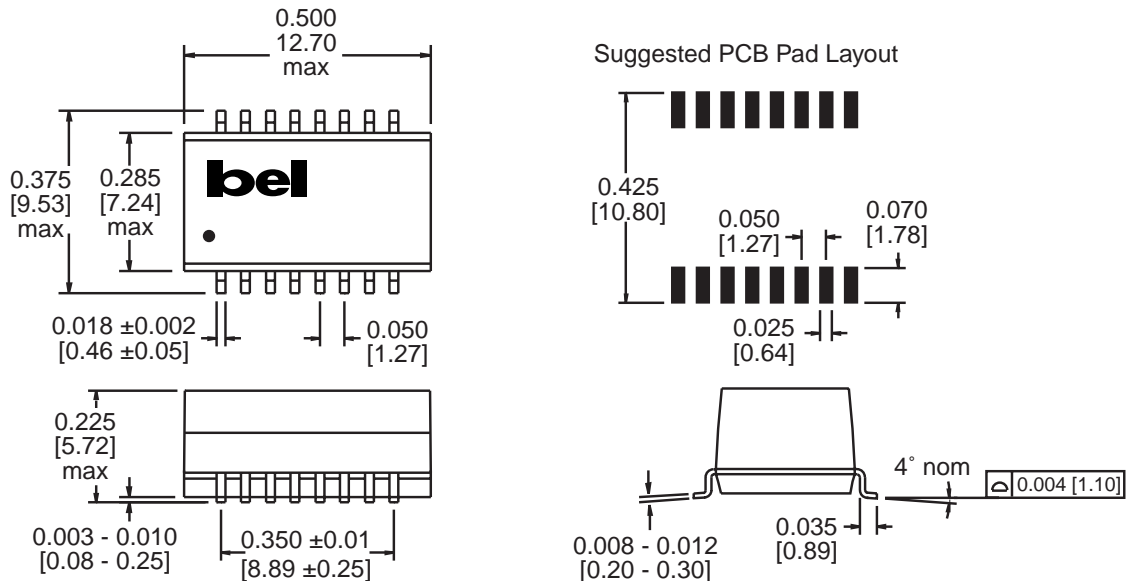 0.500
12.70
max
0.375
[9.53]
max
0.285
[7.24]
max
bel
0.018 ±0.002
[0.46 ±0.05]
0.050
[1.27]
Suggested PCB Pad Layout
0.425
[10.80]
0.050
[1.27]
0.070
[1.78]
0.025
[0.64]
0.225
[5.72]
max
0.003 - 0.010
[0.08 - 0.25]
0.350 ±0.01
[8.89 ±0.25]
0.008 - 0.012
[0.20 - 0.30]
0.035
[0.89]
4° nom
0.004 [1.10]